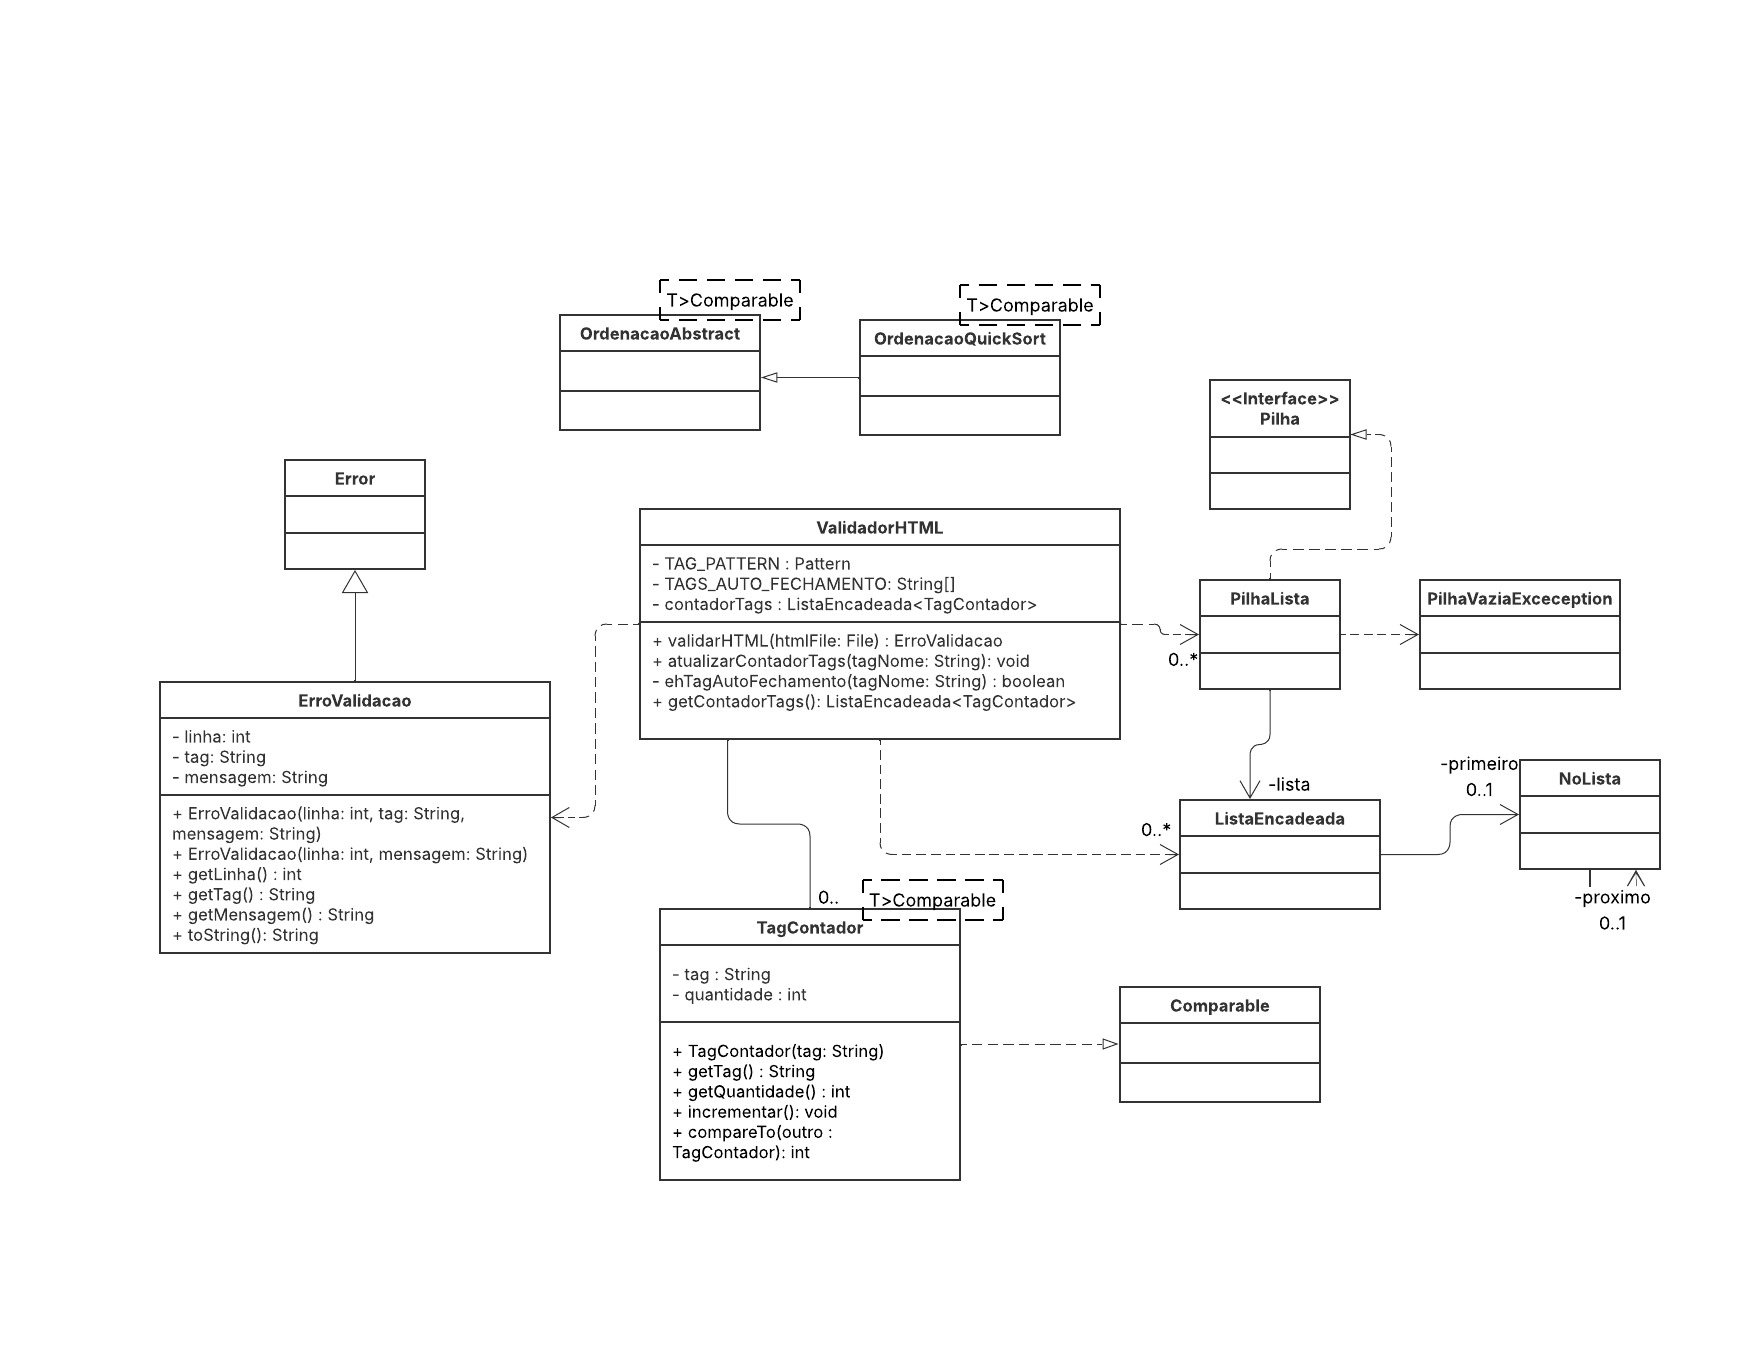 T>Comparable
OrdenacaoAbstract
T>Comparable
OrdenacaoQuickSort
<<Interface>>
Pilha
Error
ValidadorHTML
- TAG_PATTERN : Pattern
- TAGS_AUTO_FECHAMENTO: String[]
- contadorTags : ListaEncadeada<TagContador>
+ validarHTML(htmlFile: File) : ErroValidacao
+ atualizarContadorTags(tagNome: String): void
- ehTagAutoFechamento(tagNome: String) : boolean
+ getContadorTags(): ListaEncadeada<TagContador>
PilhaLista
0..*
PilhaVaziaExceception
ErroValidacao
- linha: int
- tag: String
- mensagem: String
+ ErroValidacao(linha: int, tag: String,
mensagem: String)
+ ErroValidacao(linha: int, mensagem: String)
+ getLinha() : int
+ getTag() : String
+ getMensagem() : String
+ toString(): String
-lista
0..*
ListaEncadeada
-primeiro
0..1
NoLista
-proximo
0..1
0..
T>Comparable
TagContador
- tag : String
- quantidade : int
+ TagContador(tag: String)
+ getTag() : String
+ getQuantidade() : int
+ incrementar(): void
+ compareTo(outro :
TagContador): int
Comparable